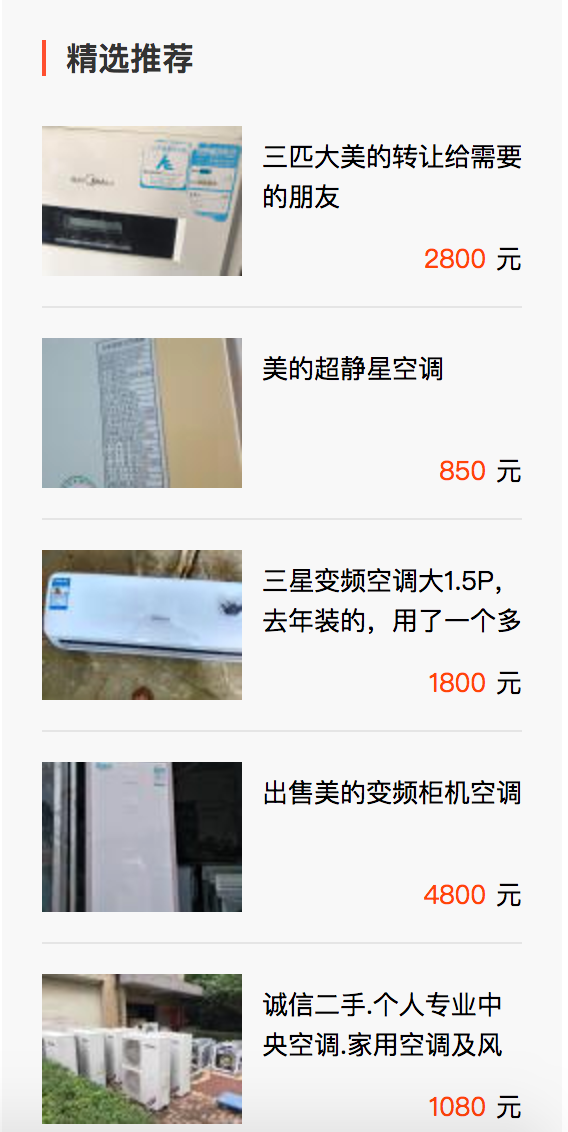 精选推荐
三匹大美的转让给需要
的朋友
2800 元
美的超静星空调
850 元
三星变频空调大1.5P，
去年装的，用了一个多
1800 元
出售美的变频柜机空调
4800 元
诚信二手.个人专业中
央空调.家用空调及风
1080 元